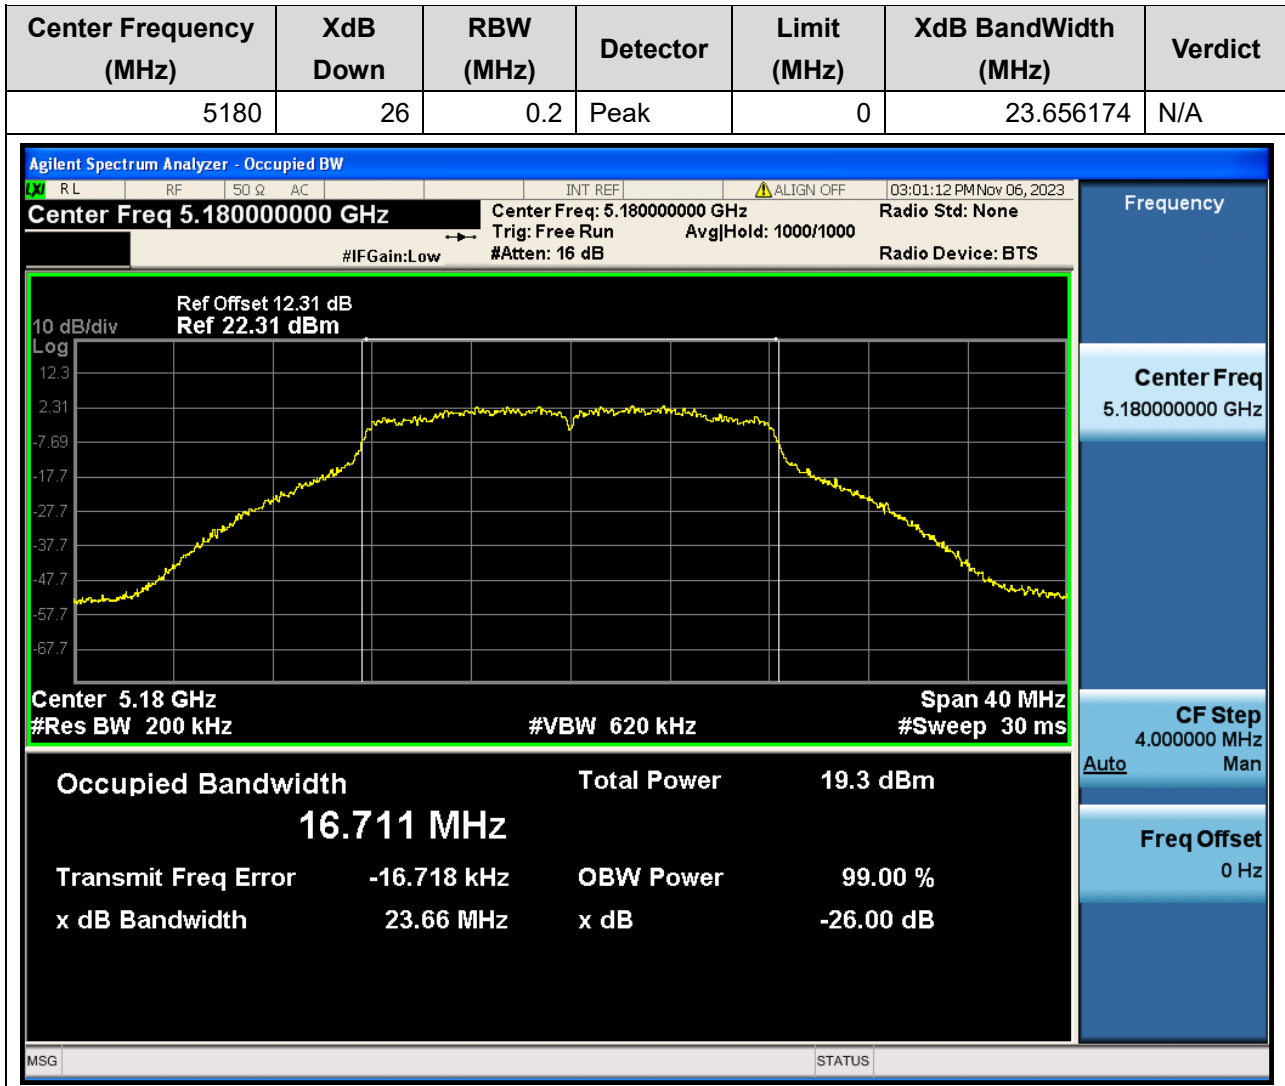 Center Frequency (MHz) XdB Down RBW (MHz) Detector Limit (MHz) XdB BandWidth (MHz) Verdict
5180 26 0.2 Peak 0 23.656174 N/A
Agilent Spectrum Analyzer - Occupied BW
LXI RL RF 50 Ω AC INT REF ALIGN OFF 03:01:12 PM Nov 06, 2023
Center Freq 5.180000000 GHz
Center Freq: 5.180000000 GHz
Radio Std: None
Trig: Free Run Avg|Hold: 1000/1000
#IFGain:Low #Atten: 16 dB Radio Device: BTS
Ref Offset 12.31 dB
10 dB/div Ref 22.31 dBm
Log
12.3
2.31
-7.69
-17.7
-27.7
-37.7
-47.7
-57.7
-67.7
Center 5.18 GHz Span 40 MHz
#Res BW 200 kHz #VBW 620 kHz #Sweep 30 ms
Occupied Bandwidth Total Power 19.3 dBm
16.711 MHz
Transmit Freq Error -16.718 kHz OBW Power 99.00 %
x dB Bandwidth 23.66 MHz x dB -26.00 dB
Frequency
Center Freq
5.180000000 GHz
CF Step
4.000000 MHz
Auto Man
Freq Offset
0 Hz
MSG STATUS